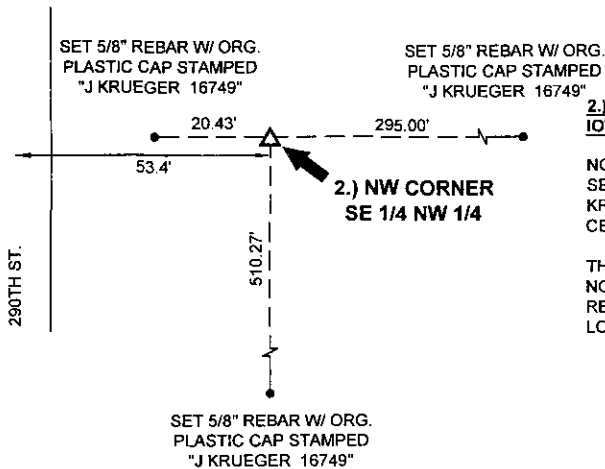 SET 5/8" REBAR W/ ORG.
PLASTIC CAP STAMPED
"J KRUEGER 16749"
SET 5/8" REBAR W/ ORG.
PLASTIC CAP STAMPED
"J KRUEGER 16749"
20.43'
295.00'
53.4'
2.) NW CORNER
SE 1/4 NW 1/4
510.27'
290TH ST.
SET 5/8" REBAR W/ ORG.
PLASTIC CAP STAMPED
"J KRUEGER 16749"
2.)